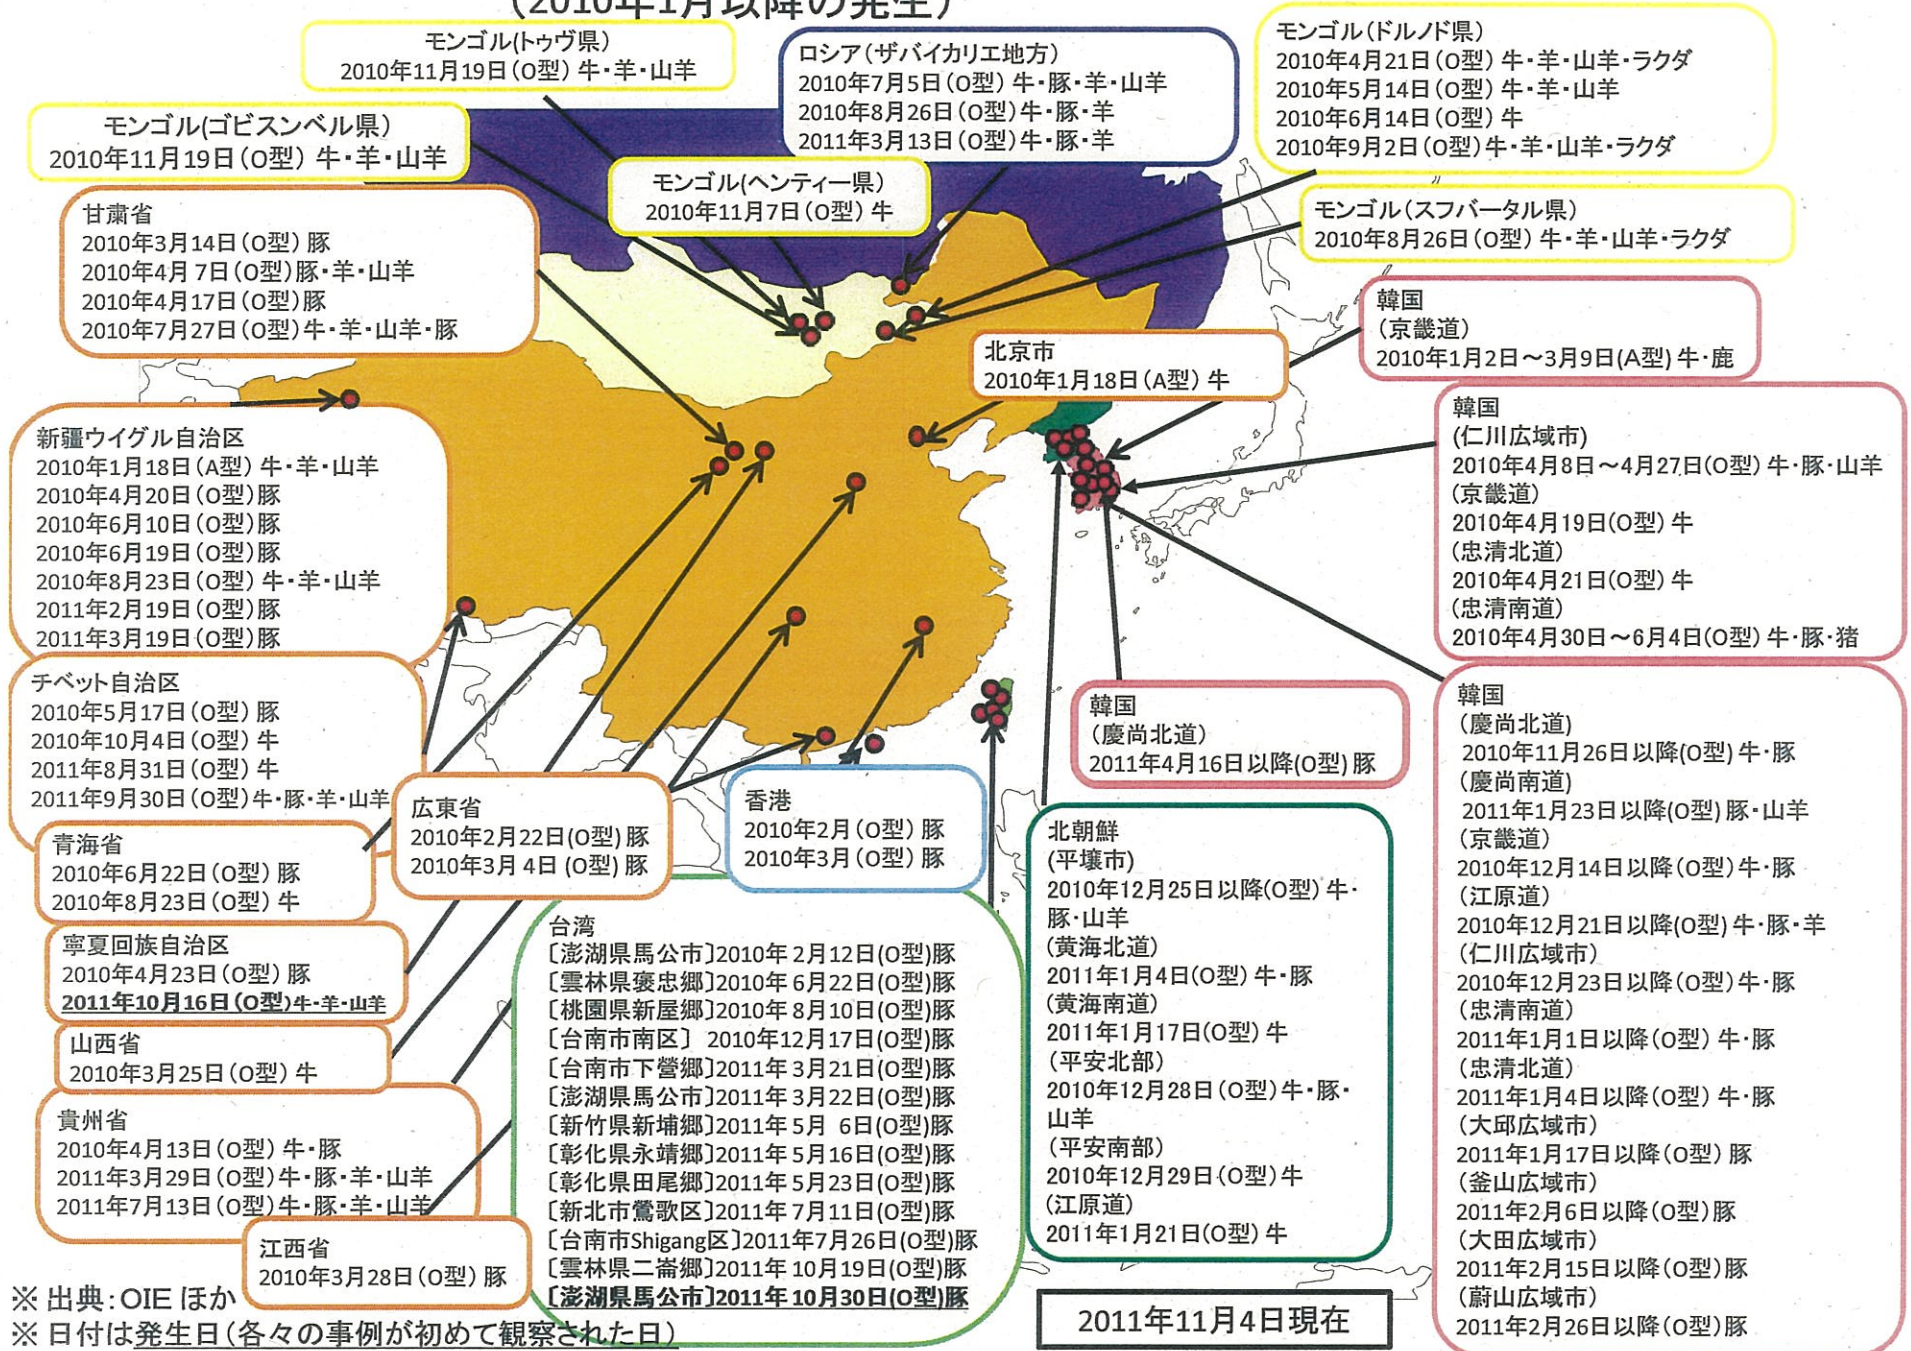 (2010年1月以降の発生)
モンゴル(トゥヴ県)
2010年11月19日(O型) 牛・羊・山羊
ロシア(ザバイカリエ地方)
2010年7月5日(O型) 牛・豚・羊・山羊
2010年8月26日(O型)牛・豚・羊
2011年3月13日(O型)牛・豚・羊
モンゴル(ドルノド県)
2010年4月21日(O型) 牛・羊・山羊・ラクダ
2010年5月14日(O型) 牛・羊・山羊
2010年6月14日(O型) 牛
2010年9月2日(O型) 牛・羊・山羊・ラクダ
モンゴル(ゴビスンベル県)
2010年11月19日(O型) 牛・羊・山羊
モンゴル(ヘンティー県)
2010年11月7日(O型) 牛
モンゴル(スフバータル県)
2010年8月26日(O型) 牛・羊・山羊・ラクダ
甘粛省
2010年3月14日(O型) 豚
2010年4月7日(O型)豚・羊・山羊
2010年4月17日(O型)豚
2010年7月27日(O型)牛・羊・山羊・豚
韓国
(京畿道)
2010年1月2日～3月9日(A型) 牛・鹿
北京市
2010年1月18日(A型) 牛
韓国
(仁川広域市)
2010年4月8日～4月27日(O型) 牛・豚・山羊
(京畿道)
2010年4月19日(O型) 牛
(忠清北道)
2010年4月21日(O型) 牛
(忠清南道)
2010年4月30日～6月4日(O型) 牛・豚・猪
新疆ウイグル自治区
2010年1月18日(A型) 牛・羊・山羊
2010年4月20日(O型)豚
2010年6月10日(O型)豚
2010年6月19日(O型)豚
2010年8月23日(O型) 牛・羊・山羊
2011年2月19日(O型)豚
2011年3月19日(O型)豚
チベット自治区
2010年5月17日(O型) 豚
2010年10月4日(O型) 牛
2011年8月31日(O型) 牛
2011年9月30日(O型)牛・豚・羊・山羊
韓国
(慶尚北道)
2011年4月16日以降(O型) 豚
韓国
(慶尚北道)
2010年11月26日以降(O型) 牛・豚
(慶尚南道)
2011年1月23日以降(O型) 豚・山羊
(京畿道)
2010年12月14日以降(O型) 牛・豚
(江原道)
2010年12月21日以降(O型) 牛・豚・羊
(仁川広域市)
2010年12月23日以降(O型) 牛・豚
(忠清南道)
2011年1月1日以降(O型) 牛・豚
(忠清北道)
2011年1月4日以降(O型) 牛・豚
(大邱広域市)
2011年1月17日以降(O型) 豚
(釜山広域市)
2011年2月6日以降(O型)豚
(大田広域市)
2011年2月15日以降(O型)豚
(蔚山広域市)
2011年2月26日以降(O型)豚
広東省
2010年2月22日(O型) 豚
2010年3月4日(O型) 豚
香港
2010年2月(O型) 豚
2010年3月(O型) 豚
青海省
2010年6月22日(O型) 豚
2010年8月23日(O型) 牛
北朝鮮
(平壌市)
2010年12月25日以降(O型) 牛・
豚・山羊
(黄海北道)
2011年1月4日(O型) 牛・豚
(黄海南道)
2011年1月17日(O型) 牛
(平安北部)
2010年12月28日(O型)牛・豚・
山羊
(平安南部)
2010年12月29日(O型)牛
(江原道)
2011年1月21日(O型) 牛
寧夏回族自治区
2010年4月23日(O型) 豚
2011年10月16日(O型)牛・羊・山羊
山西省
2010年3月25日(O型) 牛
貴州省
2010年4月13日(O型) 牛・豚
2011年3月29日(O型)牛・豚・羊・山羊
2011年7月13日(O型)牛・豚・羊・山羊
江西省
2010年3月28日(O型) 豚
台湾
〔澎湖県馬公市〕2010年2月12日(O型)豚
〔雲林県褒忠郷〕2010年6月22日(O型)豚
〔桃園県新屋郷〕2010年8月10日(O型)豚
〔台南市南区〕 2010年12月17日(O型)豚
〔台南市下營郷〕2011年3月21日(O型)豚
〔澎湖県馬公市〕2011年3月22日(O型)豚
〔新竹県新埔郷〕2011年5月 6日(O型)豚
〔彰化県永靖郷〕2011年5月16日(O型)豚
〔彰化県田尾郷〕2011年5月23日(O型)豚
〔新北市鶯歌区〕2011年7月11日(O型)豚
〔台南市Shigang区〕2011年7月26日(O型)豚
〔雲林県二崙郷〕2011年10月19日(O型)豚
〔澎湖県馬公市〕2011年10月30日(O型)豚
※ 出典：OIE ほか
※ 日付は発生日(各々の事例が初めて観察された日)
2011年11月4日現在